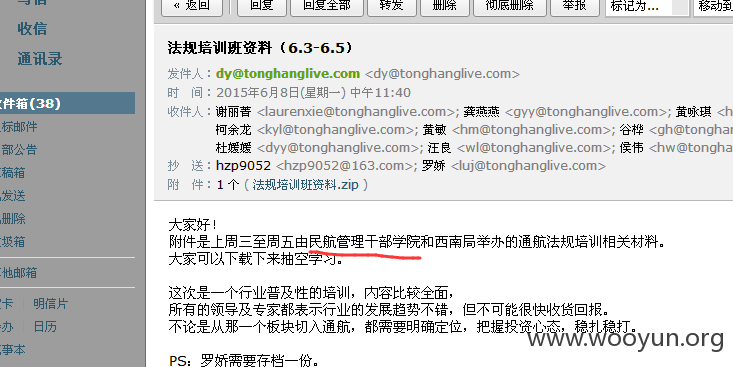 « 返回 回复 回复全部 转发 删除 彻底删除 举报 标记为... 移动到
收信
通讯录
法规培训班资料（6.3-6.5）
发件人：dy@tonghanglive.com <dy@tonghanglive.com>
时　间：2015年6月8日(星期一) 中午11:40
收件人：谢丽菁 <laurenxie@tonghanglive.com>; 龚燕燕 <gyy@tonghanglive.com>; 黄咏琪 <h
柯余龙 <kyl@tonghanglive.com>; 黄敏 <hm@tonghanglive.com>; 谷桦 <gh@tongha
杜媛媛 <dyy@tonghanglive.com>; 汪良 <wl@tonghanglive.com>; 侯伟 <hw@tongh
抄　送：hzp9052 <hzp9052@163.com>; 罗娇 <luj@tonghanglive.com>
附　件：1 个 ( 法规培训班资料.zip )
件箱(38)
标邮件
部公告
稿箱
发送
删除
圾箱
他邮箱
卡 明信片
办 日历
事本
大家好！
附件是上周三至周五由民航管理干部学院和西南局举办的通航法规培训相关材料。
大家可以下载下来抽空学习。
这次是一个行业普及性的培训，内容比较全面，
所有的领导及专家都表示行业的发展趋势不错，但不可能很快收货回报。
不论是从那一个板块切入通航，都需要明确定位，把握投资心态，稳扎稳打。
PS：罗娇需要存档一份。
www.wooyun.org